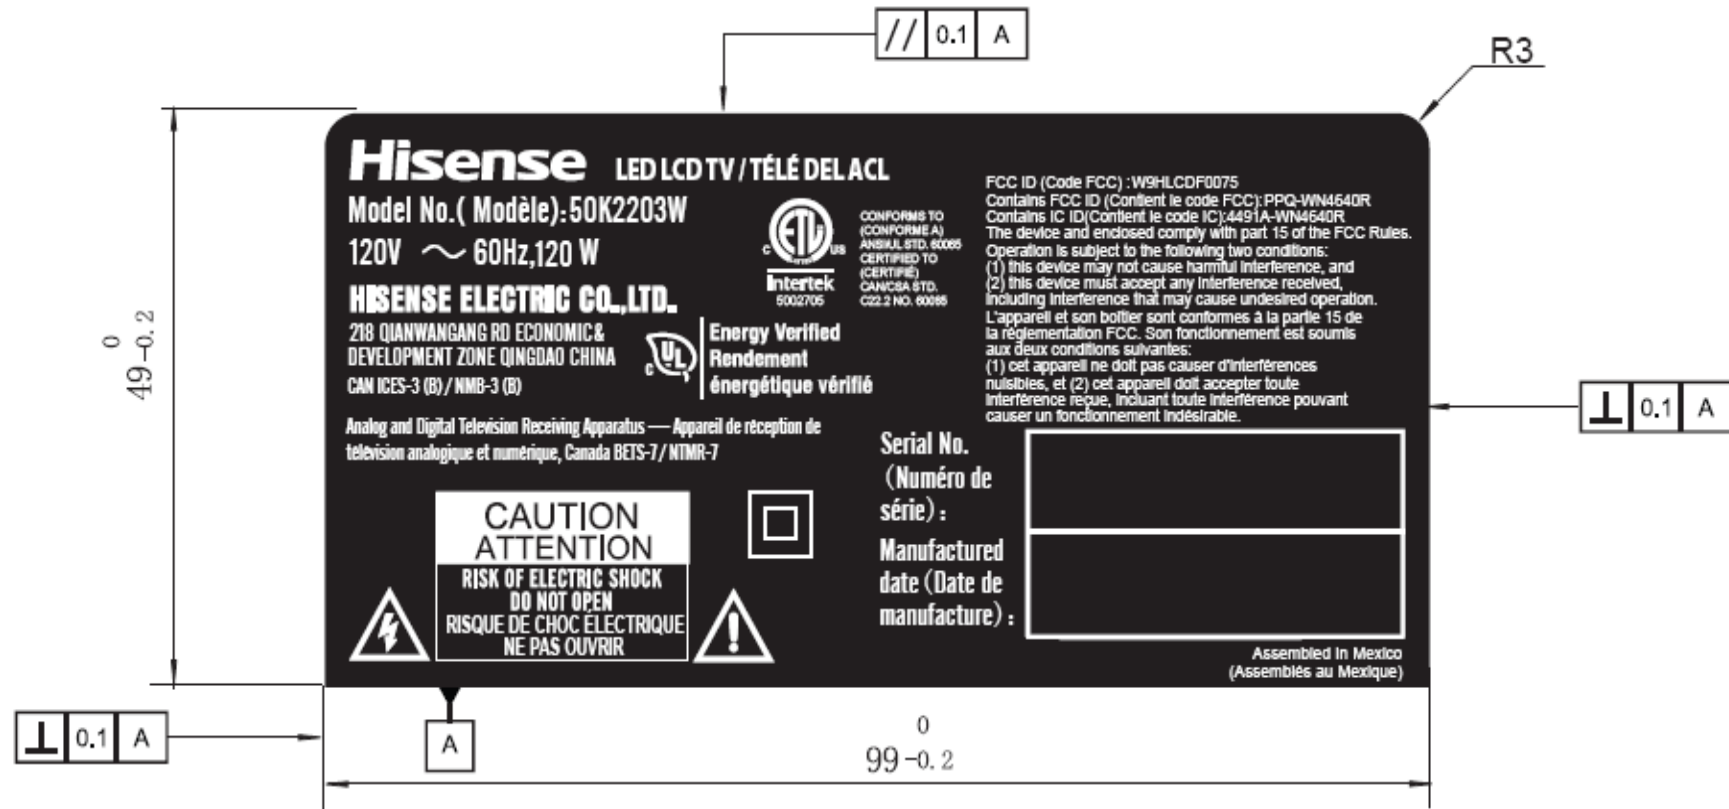 // 0.1 A
R3
Hisense LED LCD TV / TÉLÉ DEL ACL
Model No.( Modèle): 50K2203W
120V ～ 60Hz,120 W
HISENSE ELECTRIC CO.,LTD.
218 QIANWANGANG RD ECONOMIC&
DEVELOPMENT ZONE QINGDAO CHINA
CAN ICES-3 (B) / NMB-3 (B)
ETL
C US
Intertek
5002705
CONFORMS TO
(CONFORME A)
ANSI/UL STD. 60065
CERTIFIED TO
(CERTIFIÉ)
CAN/CSA STD.
C22.2 NO. 60065
C UL
Energy Verified
Rendement
énergétique vérifié
Analog and Digital Television Receiving Apparatus — Appareil de réception de
télévision analogique et numérique, Canada BETS-7 / NTMR-7
FCC ID (Code FCC) :W9HLCDF0075
Contains FCC ID (Contient le code FCC):PPQ-WN4640R
Contains IC ID(Contient le code IC):4491A-WN4640R
The device and enclosed comply with part 15 of the FCC Rules.
Operation is subject to the following two conditions:
(1) this device may not cause harmful interference, and
(2) this device must accept any interference received,
including interference that may cause undesired operation.
L'appareil et son boîtier sont conformes à la partie 15 de
la réglementation FCC. Son fonctionnement est soumis
aux deux conditions suivantes:
(1) cet appareil ne doit pas causer d'interférences
nuisibles, et (2) cet appareil doit accepter toute
interférence reçue, incluant toute interférence pouvant
causer un fonctionnement indésirable.
CAUTION
ATTENTION
RISK OF ELECTRIC SHOCK
DO NOT OPEN
RISQUE DE CHOC ÉLECTRIQUE
NE PAS OUVRIR
Serial No.
(Numéro de
série) :
Manufactured
date (Date de
manufacture) :
Assembled in Mexico
(Assemblés au Mexique)
0
49-0.2
⊥ 0.1 A
⊥ 0.1 A
A
0
99-0.2